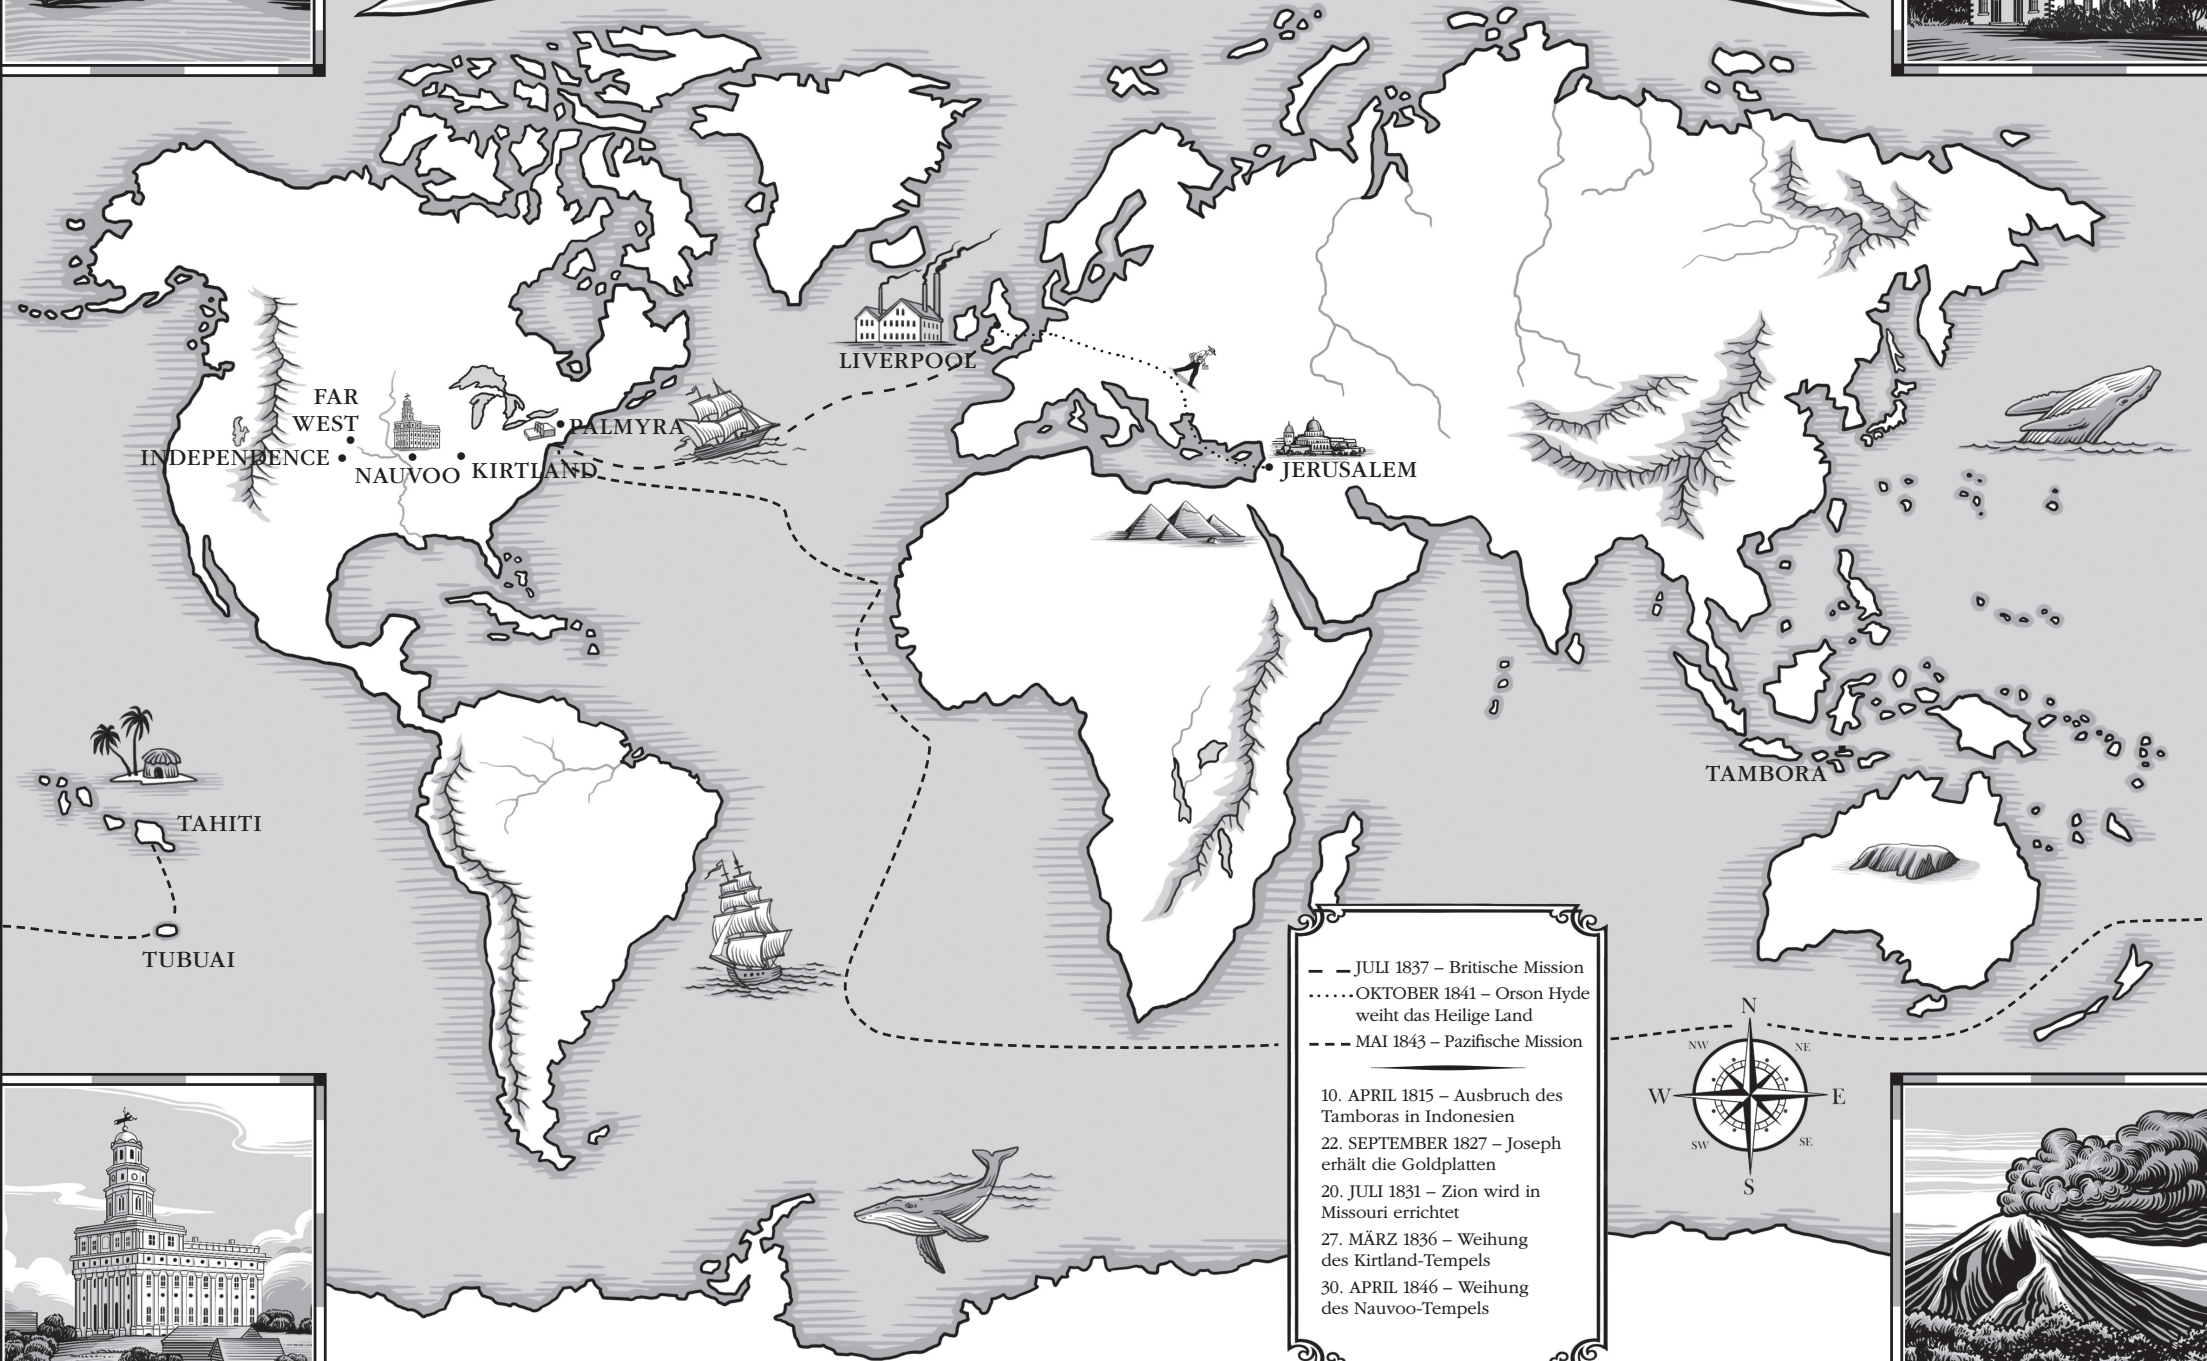 LIVERPOOL
FAR
WEST
PALMYRA
INDEPENDENCE
NAUVOO
KIRTLAND
JERUSALEM
TAMBORA
TAHITI
TUBUAI
JULI 1837 – Britische Mission
OKTOBER 1841 – Orson Hyde
weiht das Heilige Land
MAI 1843 – Pazifische Mission
10. APRIL 1815 – Ausbruch des
Tamboras in Indonesien
22. SEPTEMBER 1827 – Joseph
erhält die Goldplatten
20. JULI 1831 – Zion wird in
Missouri errichtet
27. MÄRZ 1836 – Weihung
des Kirtland-Tempels
30. APRIL 1846 – Weihung
des Nauvoo-Tempels
N
NW
NE
W
E
SW
SE
S